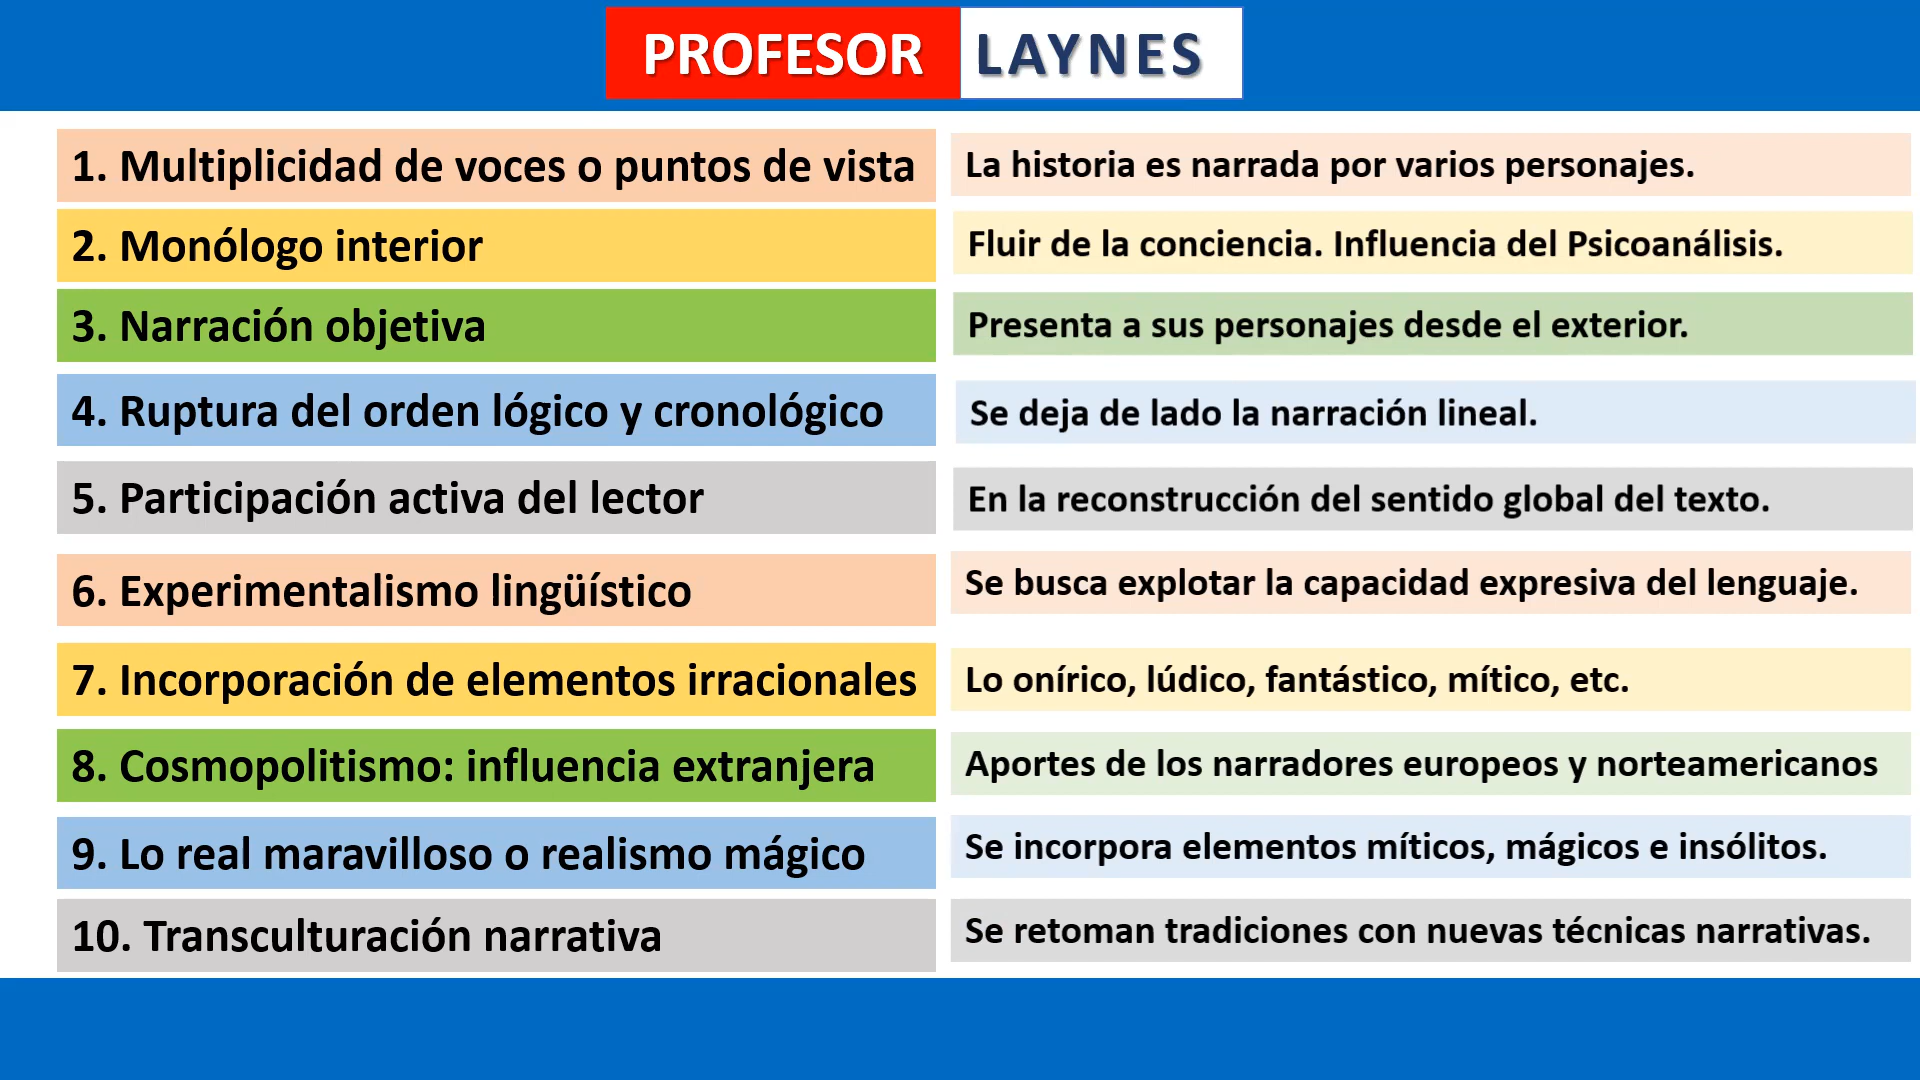 PROFESOR LAYNES
1. Multiplicidad de voces o puntos de vista
La historia es narrada por varios personajes.
2. Monólogo interior
Fluir de la conciencia. Influencia del Psicoanálisis.
3. Narración objetiva
Presenta a sus personajes desde el exterior.
4. Ruptura del orden lógico y cronológico
Se deja de lado la narración lineal.
5. Participación activa del lector
En la reconstrucción del sentido global del texto.
6. Experimentalismo lingüístico
Se busca explotar la capacidad expresiva del lenguaje.
7. Incorporación de elementos irracionales
Lo onírico, lúdico, fantástico, mítico, etc.
8. Cosmopolitismo: influencia extranjera
Aportes de los narradores europeos y norteamericanos
9. Lo real maravilloso o realismo mágico
Se incorpora elementos míticos, mágicos e insólitos.
10. Transculturación narrativa
Se retoman tradiciones con nuevas técnicas narrativas.